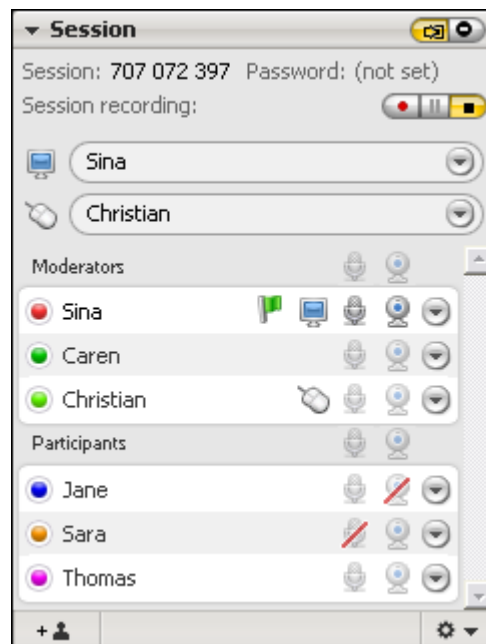 Session
Session: 707 072 397 Password: (not set)
Session recording:
Sina
Christian
Moderators
Sina
Caren
Christian
Participants
Jane
Sara
Thomas